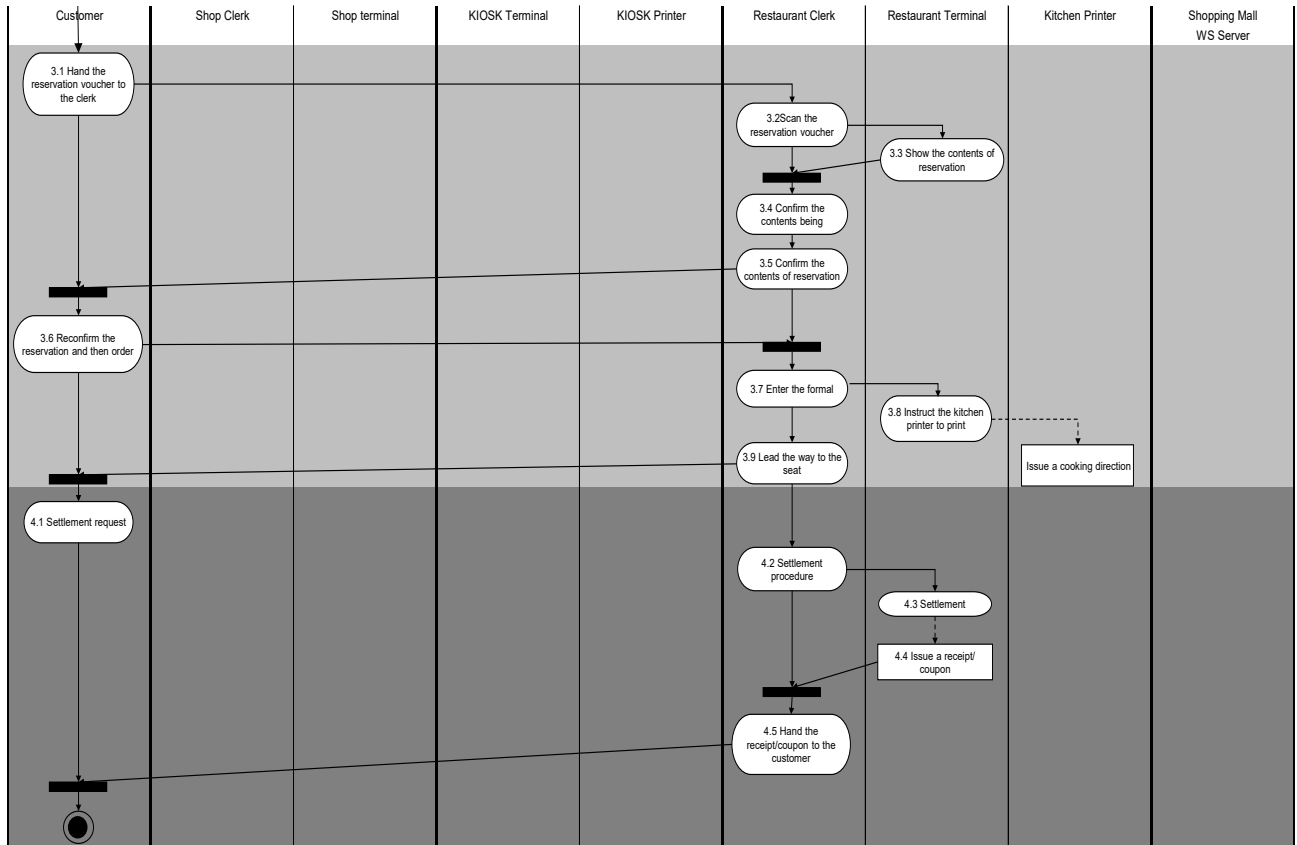 Customer
Shop Clerk
Shop terminal
KIOSK Terminal
KIOSK Printer
Restaurant Clerk
Restaurant Terminal
Kitchen Printer
Shopping Mall
WS Server
3.1 Hand the
reservation voucher to
the clerk
3.2Scan the
reservation voucher
3.3 Show the contents of
reservation
3.4 Confirm the
contents being
3.5 Confirm the
contents of reservation
3.6 Reconfirm the
reservation and then order
3.7 Enter the formal
3.8 Instruct the kitchen
printer to print
3.9 Lead the way to the
seat
Issue a cooking direction
4.1 Settlement request
4.2 Settlement
procedure
4.3 Settlement
4.4 Issue a receipt/
coupon
4.5 Hand the
receipt/coupon to the
customer